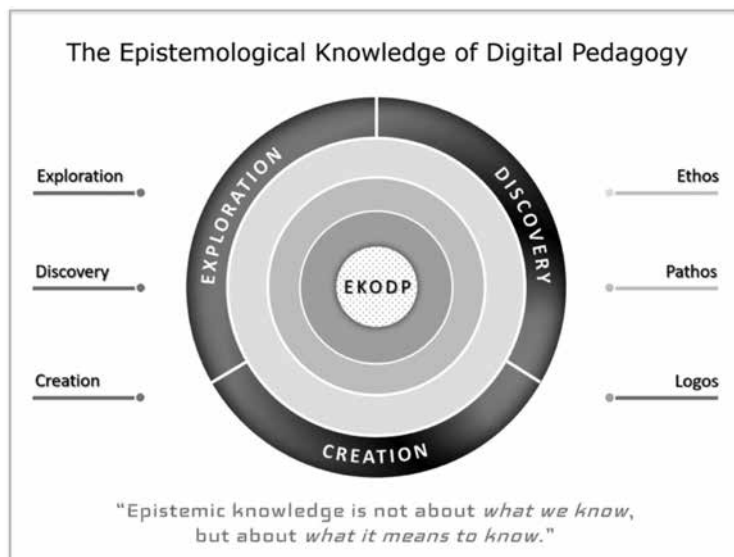 The Epistemological Knowledge of Digital Pedagogy
Exploration
Discovery
Creation
EXPLORATION
DISCOVERY
CREATION
EKODP
Ethos
Pathos
Logos
“Epistemic knowledge is not about what we know,
but about what it means to know.”